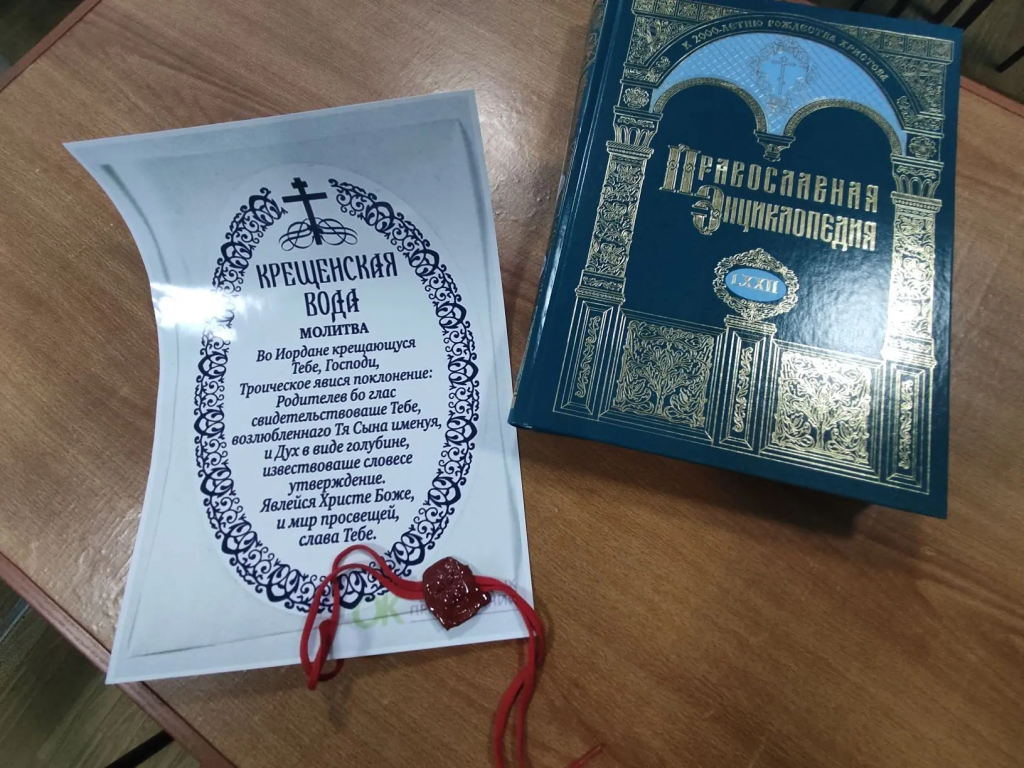 КРЕЩЕНСКАЯ
ВОДА
МОЛИТВА
Во Иордане крещающуся
Тебе, Господи,
Троическое явися поклонение:
Родителев бо глас
свидетельствоваше Тебе,
возлюбленнаго Тя Сына именуя,
и Дух в виде голубине,
извествоваше словесе
утверждение.
Явлейся Христе Боже,
и мир просвещей,
слава Тебе.
К 2000-ЛЕТИЮ РОЖДЕСТВА ХРИСТОВА
ПРАВОСЛАВНАЯ
ЭНЦИКЛОПЕДИЯ
LXXII